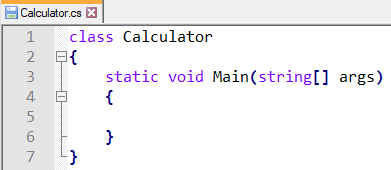 Calculator.cs
1 class Calculator
2 {
3     static void Main(string[] args)
4     {
5
6     }
7 }